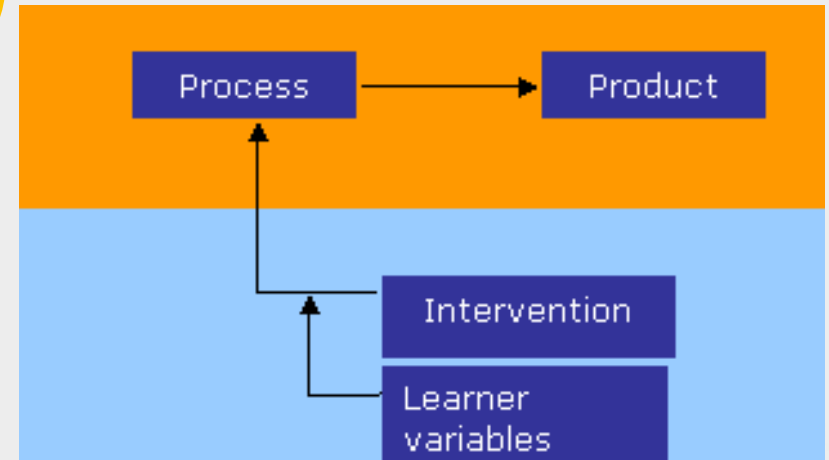 Process
Product
Intervention
Learner
variables